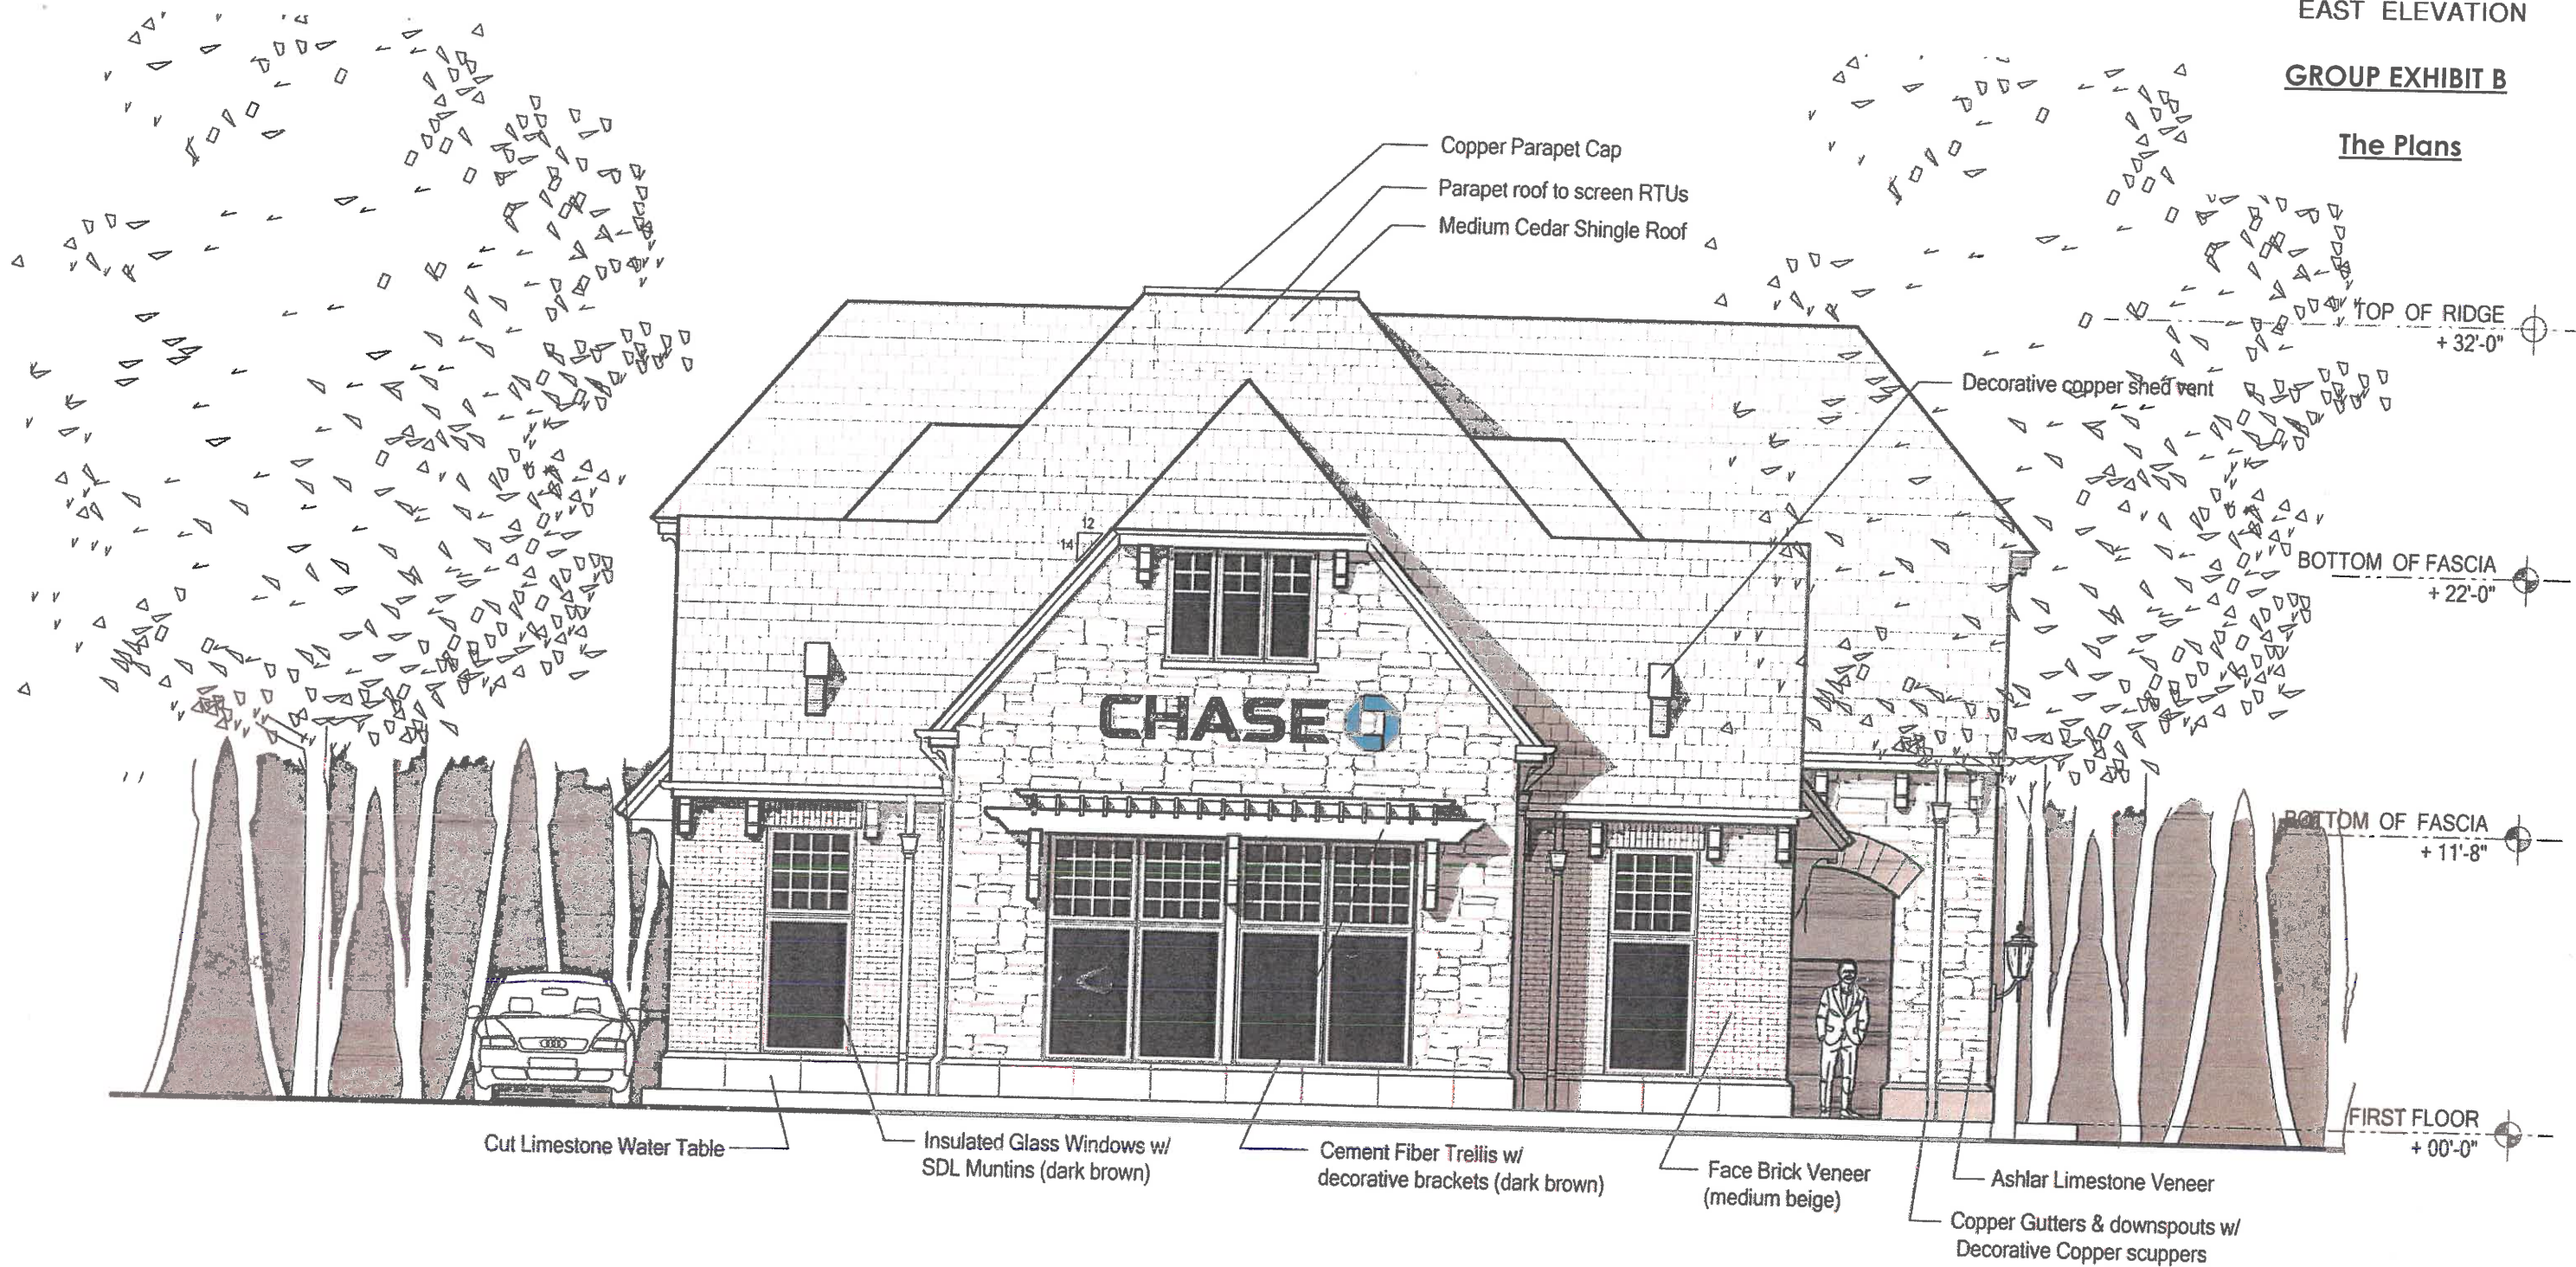 EAST ELEVATION
GROUP EXHIBIT B
The Plans
Copper Parapet Cap
Parapet roof to screen RTUs
Medium Cedar Shingle Roof
TOP OF RIDGE
+ 32'-0"
Decorative copper shed vent
12
14
BOTTOM OF FASCIA
+ 22'-0"
CHASE
BOTTOM OF FASCIA
+ 11'-8"
FIRST FLOOR
+ 00'-0"
Cut Limestone Water Table
Insulated Glass Windows w/
SDL Muntins (dark brown)
Cement Fiber Trellis w/
decorative brackets (dark brown)
Face Brick Veneer
(medium beige)
Ashlar Limestone Veneer
Copper Gutters & downspouts w/
Decorative Copper scuppers